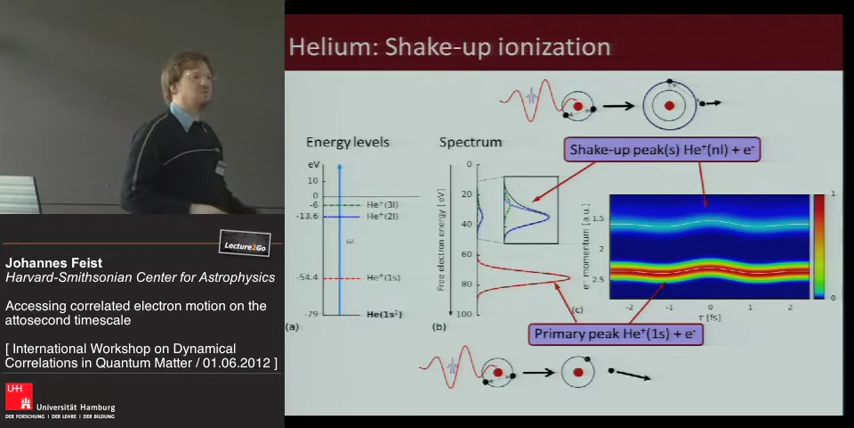 Helium: Shake-up ionization
Energy levels
Spectrum
Shake-up peak(s) He⁺(nl) + e⁻
eV
10
0
-6
-13.6
-54.4
-79
He⁺(3l)
He⁺(2l)
ω
He⁺(1s)
He(1s²)
(a)
Free electron energy [eV]
0
20
40
60
80
100
(b)
e⁻ momentum [a.u.]
1.5
2
2.5
-2
-1
0
1
2
τ [fs]
(c)
1
0
Primary peak He⁺(1s) + e⁻
Lecture2Go
Johannes Feist
Harvard-Smithsonian Center for Astrophysics
Accessing correlated electron motion on the
attosecond timescale
[ International Workshop on Dynamical
Correlations in Quantum Matter / 01.06.2012 ]
UH
Universität Hamburg
DER FORSCHUNG | DER LEHRE | DER BILDUNG